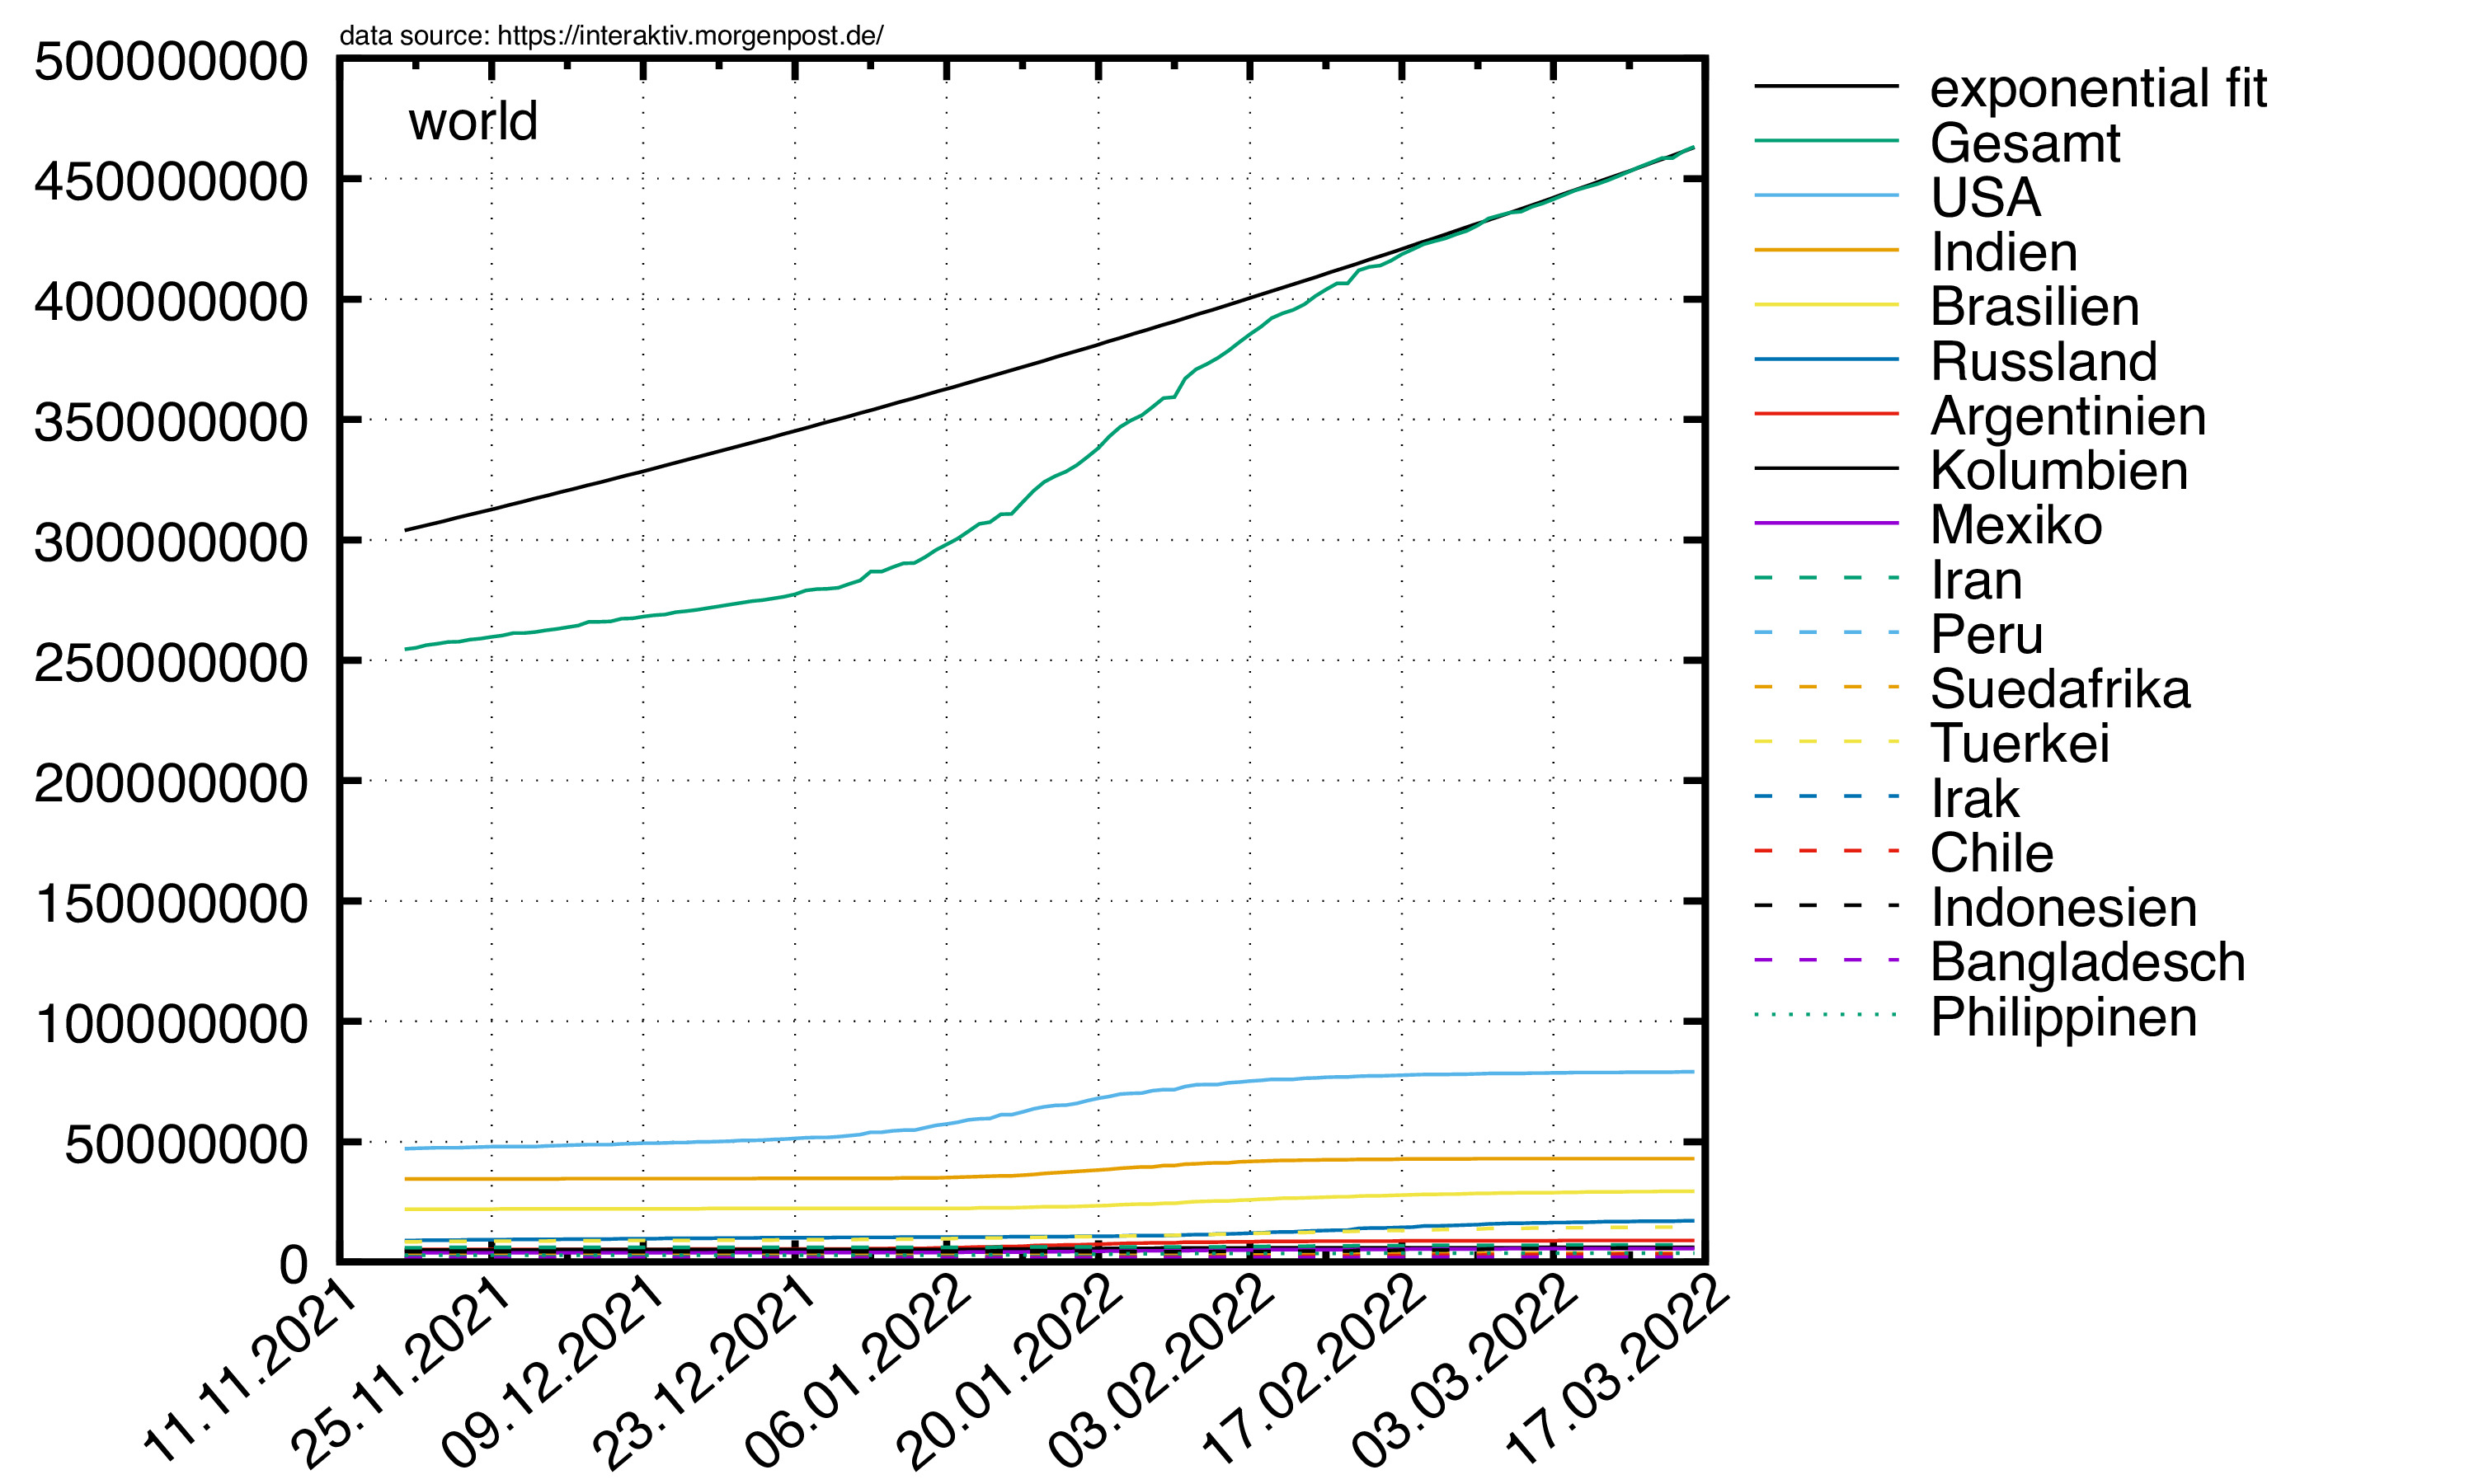 data source: https://interaktiv.morgenpost.de/
500000000
450000000
400000000
350000000
300000000
250000000
200000000
150000000
100000000
50000000
0
world
exponential fit
Gesamt
USA
Indien
Brasilien
Russland
Argentinien
Kolumbien
Mexiko
Iran
Peru
Suedafrika
Tuerkei
Irak
Chile
Indonesien
Bangladesch
Philippinen
11.11.2021
25.11.2021
09.12.2021
23.12.2021
06.01.2022
20.01.2022
03.02.2022
17.02.2022
03.03.2022
17.03.2022